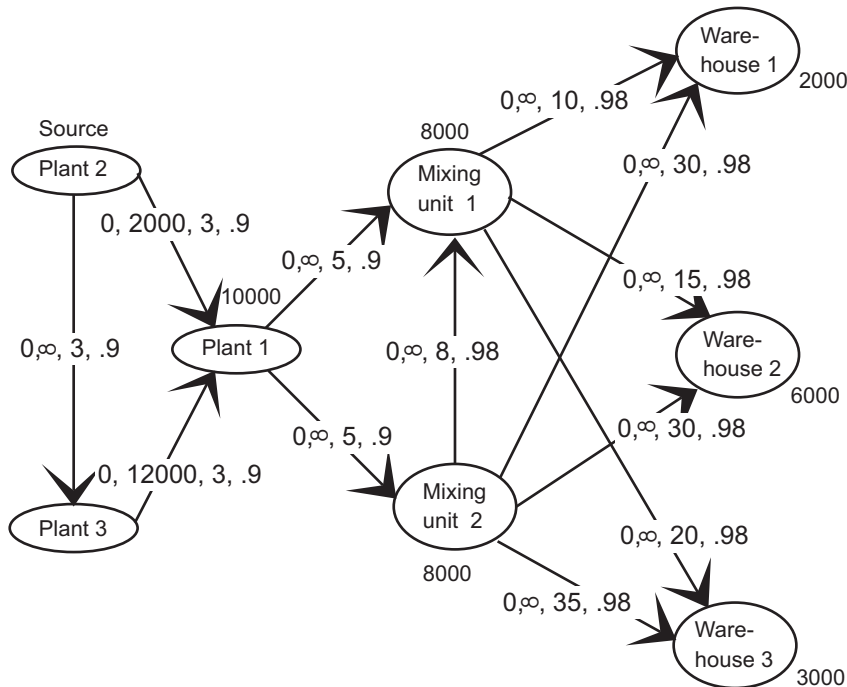 Ware-
house 1
2000
0,∞, 10, .98
Source
8000
Plant 2
Mixing
unit 1
0,∞, 30, .98
0, 2000, 3, .9
0,∞, 5, .9
0,∞, 15, .98
10000
Plant 1
0,∞, 3, .9
0,∞, 8, .98
Ware-
house 2
6000
0,∞, 5, .9
0,∞, 30, .98
0, 12000, 3, .9
Mixing
unit 2
Plant 3
0,∞, 20, .98
8000
0,∞, 35, .98
Ware-
house 3
3000